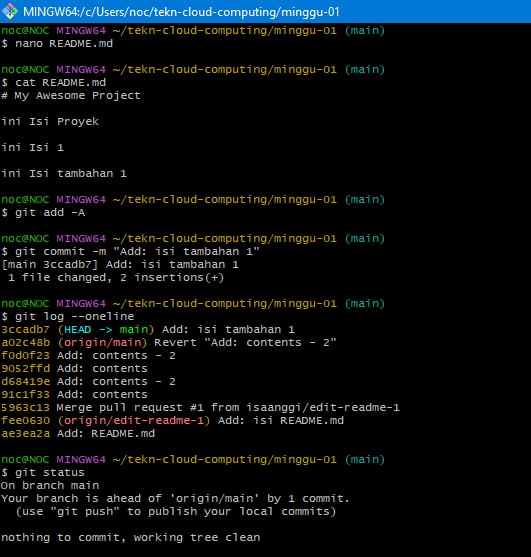 MINGW64:/c/Users/noc/tekn-cloud-computing/minggu-01
noc@NOC MINGW64 ~/tekn-cloud-computing/minggu-01 (main)
$ nano README.md
noc@NOC MINGW64 ~/tekn-cloud-computing/minggu-01 (main)
$ cat README.md
# My Awesome Project
ini Isi Proyek
ini Isi 1
ini Isi tambahan 1
noc@NOC MINGW64 ~/tekn-cloud-computing/minggu-01 (main)
$ git add -A
noc@NOC MINGW64 ~/tekn-cloud-computing/minggu-01 (main)
$ git commit -m "Add: isi tambahan 1"
[main 3ccadb7] Add: isi tambahan 1
1 file changed, 2 insertions(+)
noc@NOC MINGW64 ~/tekn-cloud-computing/minggu-01 (main)
$ git log --oneline
3ccadb7 (HEAD -> main) Add: isi tambahan 1
a02c48b (origin/main) Revert "Add: contents - 2"
f0d0f23 Add: contents - 2
9052ffd Add: contents
d68419e Add: contents - 2
91c1f33 Add: contents
5963c13 Merge pull request #1 from isaanggi/edit-readme-1
fee0630 (origin/edit-readme-1) Add: isi README.md
ae3ea2a Add: README.md
noc@NOC MINGW64 ~/tekn-cloud-computing/minggu-01 (main)
$ git status
On branch main
Your branch is ahead of 'origin/main' by 1 commit.
(use "git push" to publish your local commits)
nothing to commit, working tree clean